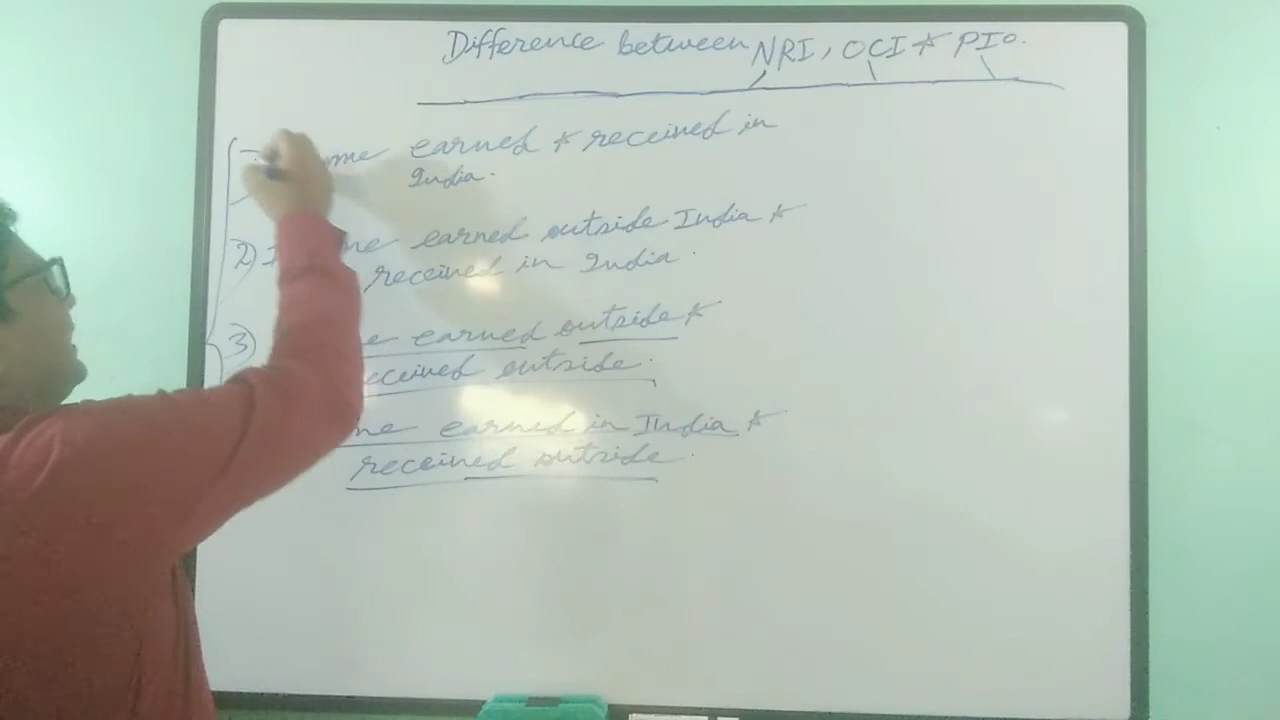 Difference between NRI, OCI & PIO.
earned & received in
India.
2) earned outside India &
received in India.
3) earned outside &
received outside.
earned in India &
received outside.